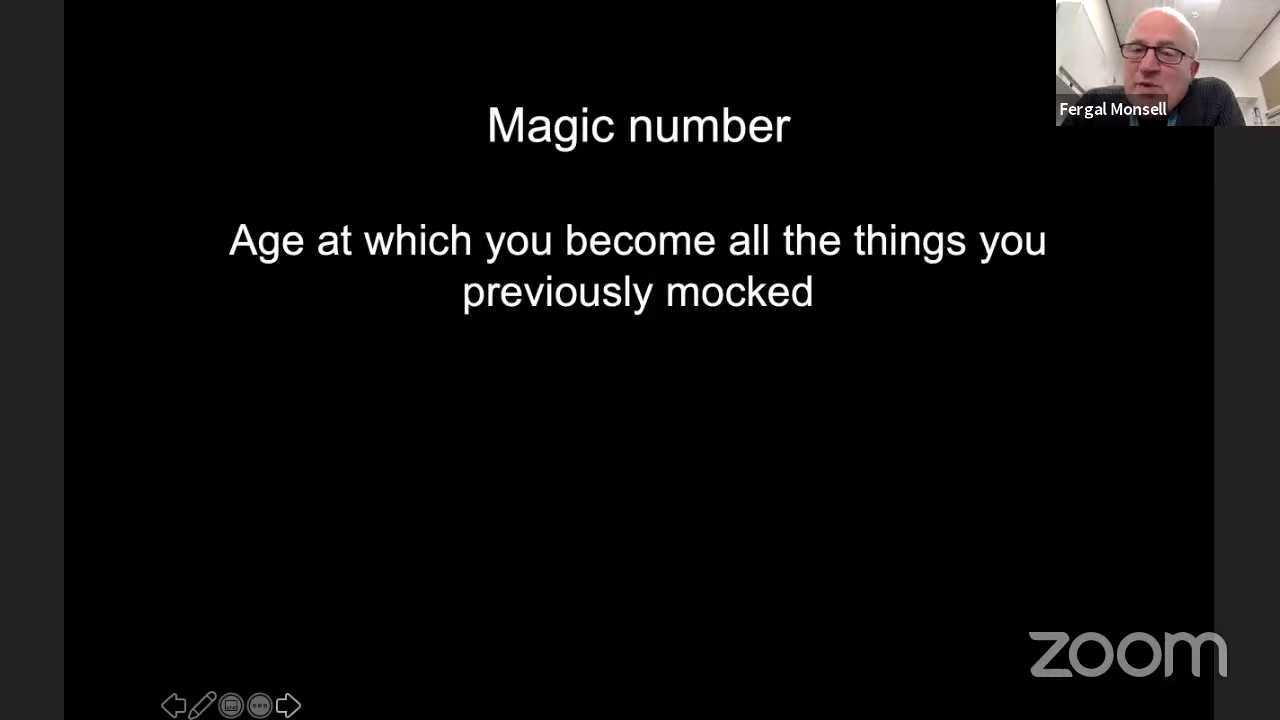 Magic number
Fergal Monsell
Age at which you become all the things you
previously mocked
zoom